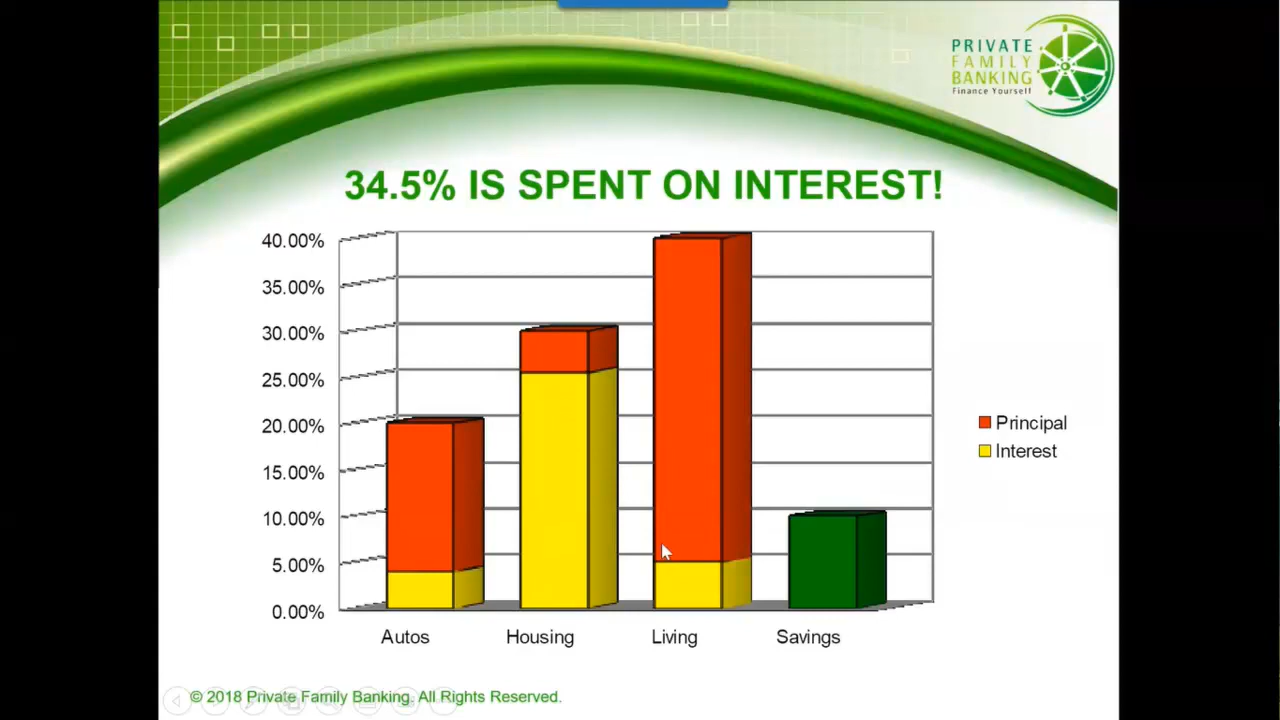 PRIVATE
FAMILY
BANKING
Finance Yourself
34.5% IS SPENT ON INTEREST!
40.00%
35.00%
30.00%
25.00%
20.00%
15.00%
10.00%
5.00%
0.00%
Autos Housing Living Savings
Principal
Interest
© 2018 Private Family Banking. All Rights Reserved.